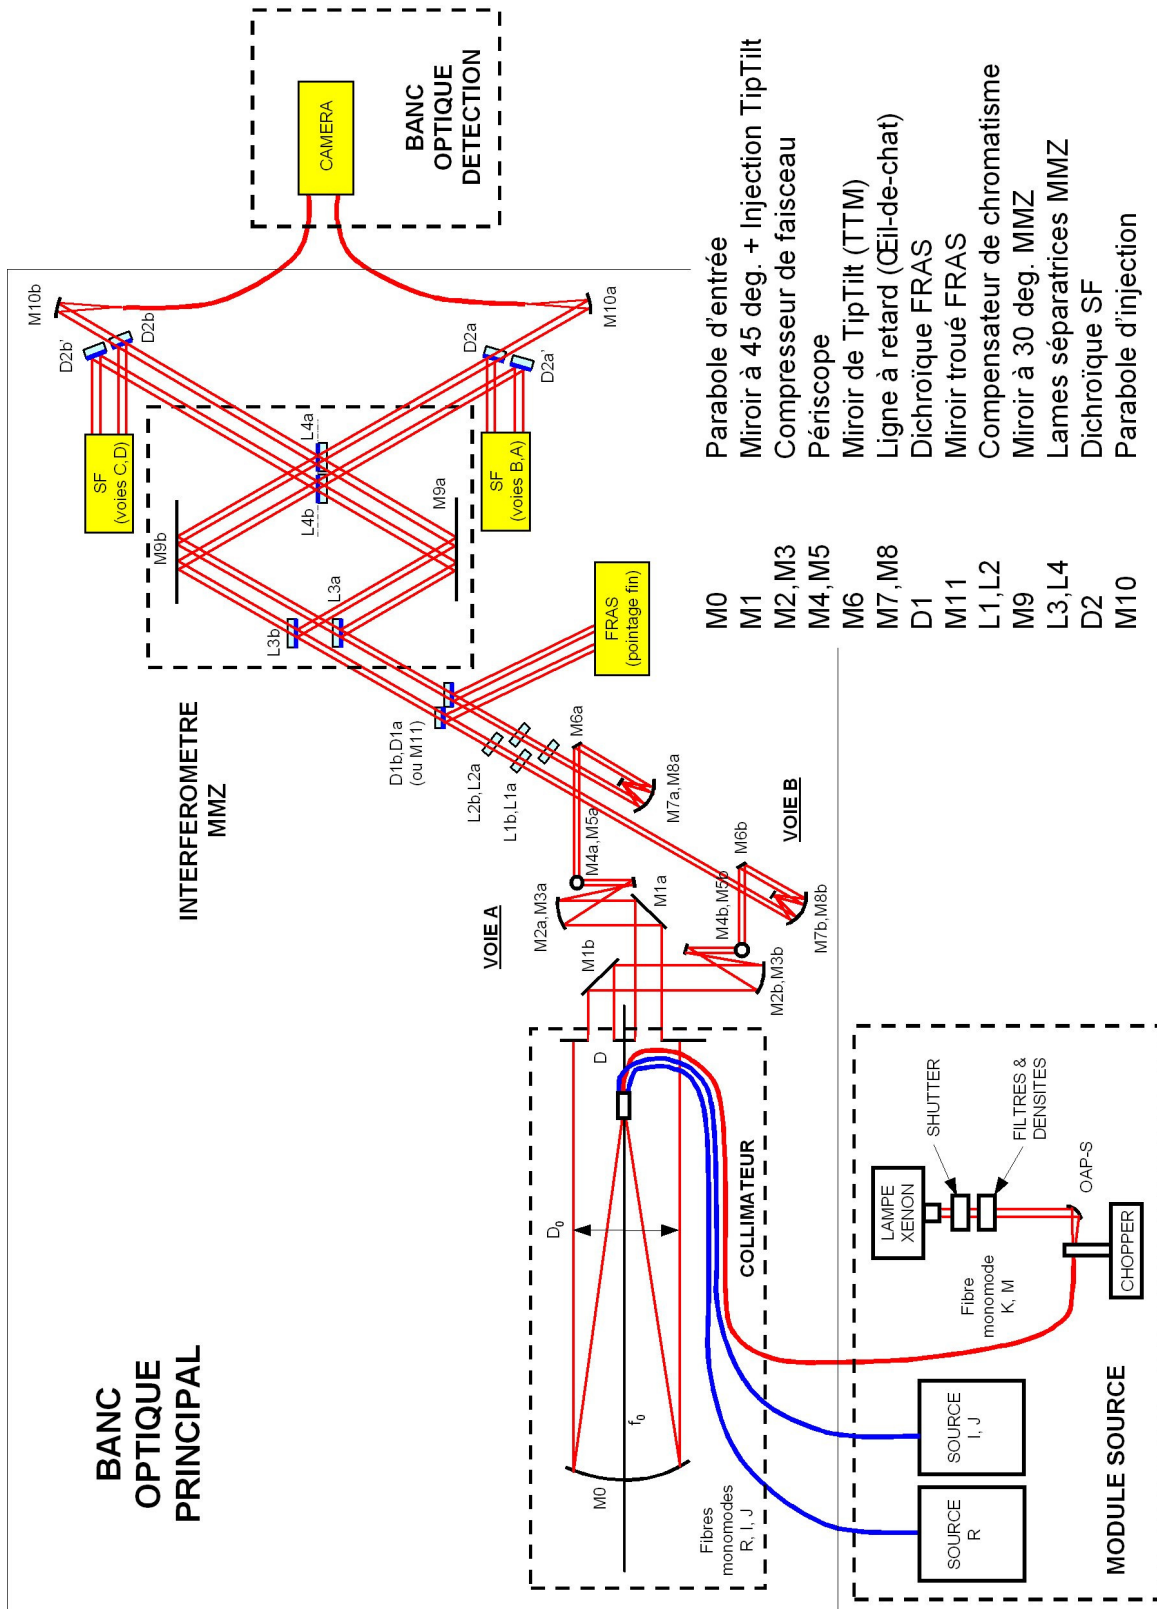 BANC
OPTIQUE
PRINCIPAL
INTERFEROMETRE
MMZ
BANC
OPTIQUE
DETECTION
CAMERA
M10b
D2b'
D2b
SF
(voies C,D)
M9b
L4a
L4b
M9a
D2a
D2a'
M10a
SF
(voies B,A)
L3b
L3a
D1b,D1a
(ou M11)
FRAS
(pointage fin)
L2b,L2a
L1b,L1a
M6a
M7a,M8a
M4a,M5a
VOIE A
M2a,M3a
M1a
M1b
M6b
VOIE B
M4b,M5b
M7b,M8b
M2b,M3b
D
D0
f0
M0
COLLIMATEUR
Fibres
monomodes
R, I, J
SHUTTER
FILTRES &
DENSITES
LAMPE
XENON
OAP-S
Fibre
monomode
K, M
CHOPPER
SOURCE
I, J
SOURCE
R
MODULE SOURCE
M0 Parabole d'entrée
M1 Miroir à 45 deg. + Injection TipTilt
M2,M3 Compresseur de faisceau
M4,M5 Périscope
M6 Miroir de TipTilt (TTM)
M7,M8 Ligne à retard (Œil-de-chat)
D1 Dichroïque FRAS
M11 Miroir troué FRAS
L1,L2 Compensateur de chromatisme
M9 Miroir à 30 deg. MMZ
L3,L4 Lames séparatrices MMZ
D2 Dichroïque SF
M10 Parabole d'injection